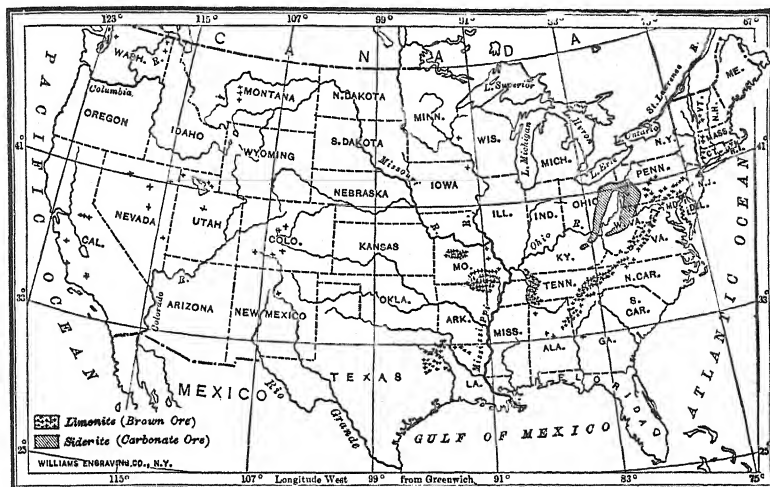 123° 115° 107° 99° 91° 83° 75° 67°
C A N A D A
WASH.
R.
Columbia
MONTANA
N. DAKOTA
MINN.
L. Superior
St. Lawrence R.
ME.
OREGON
IDAHO
S. DAKOTA
WIS.
L. Michigan
Huron
MICH.
L. Ontario
VT.
N.H.
N.Y.
MASS.
CT.
R.I.
WYOMING
Missouri
R.
L. Erie
PENN.
41° 41°
NEBRASKA
IOWA
ILL.
IND.
OHIO
N.J.
MD.
DEL.
NEVADA
UTAH
COLO.
KANSAS
MO.
R.
Ohio R.
KY.
W.VA.
VA.
CAL.
Colorado
R.
ARIZONA
NEW MEXICO
OKLA.
ARK.
TENN.
N. CAR.
S. CAR.
33° 33°
Mississippi
MISS.
ALA.
GA.
TEXAS
LA.
FLORIDA
MEXICO
Rio Grande
GULF OF MEXICO
PACIFIC OCEAN
ATLANTIC OCEAN
Limonite (Brown Ore)
Siderite (Carbonate Ore)
25° 25°
WILLIAMS ENGRAVING CO., N.Y.
115° 107° Longitude West 99° from Greenwich 91° 83° 75°